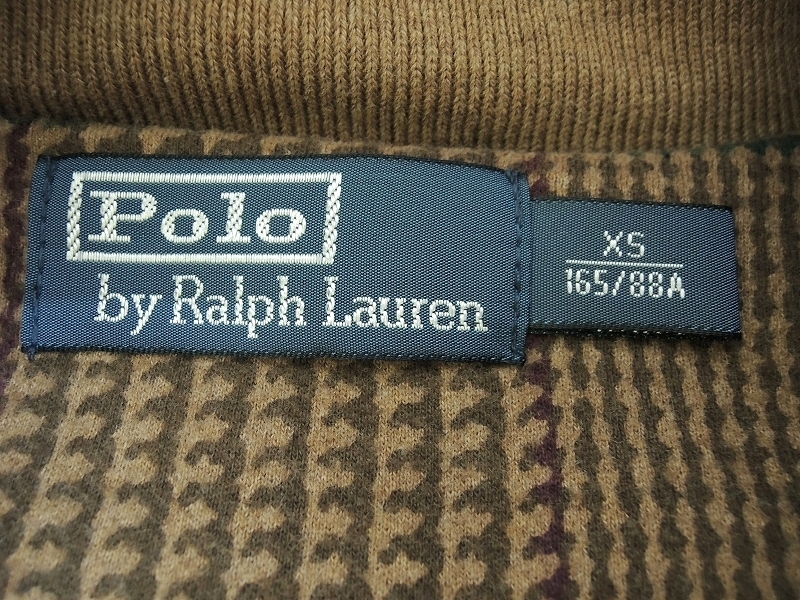 Polo
by Ralph Lauren
XS
165/88A